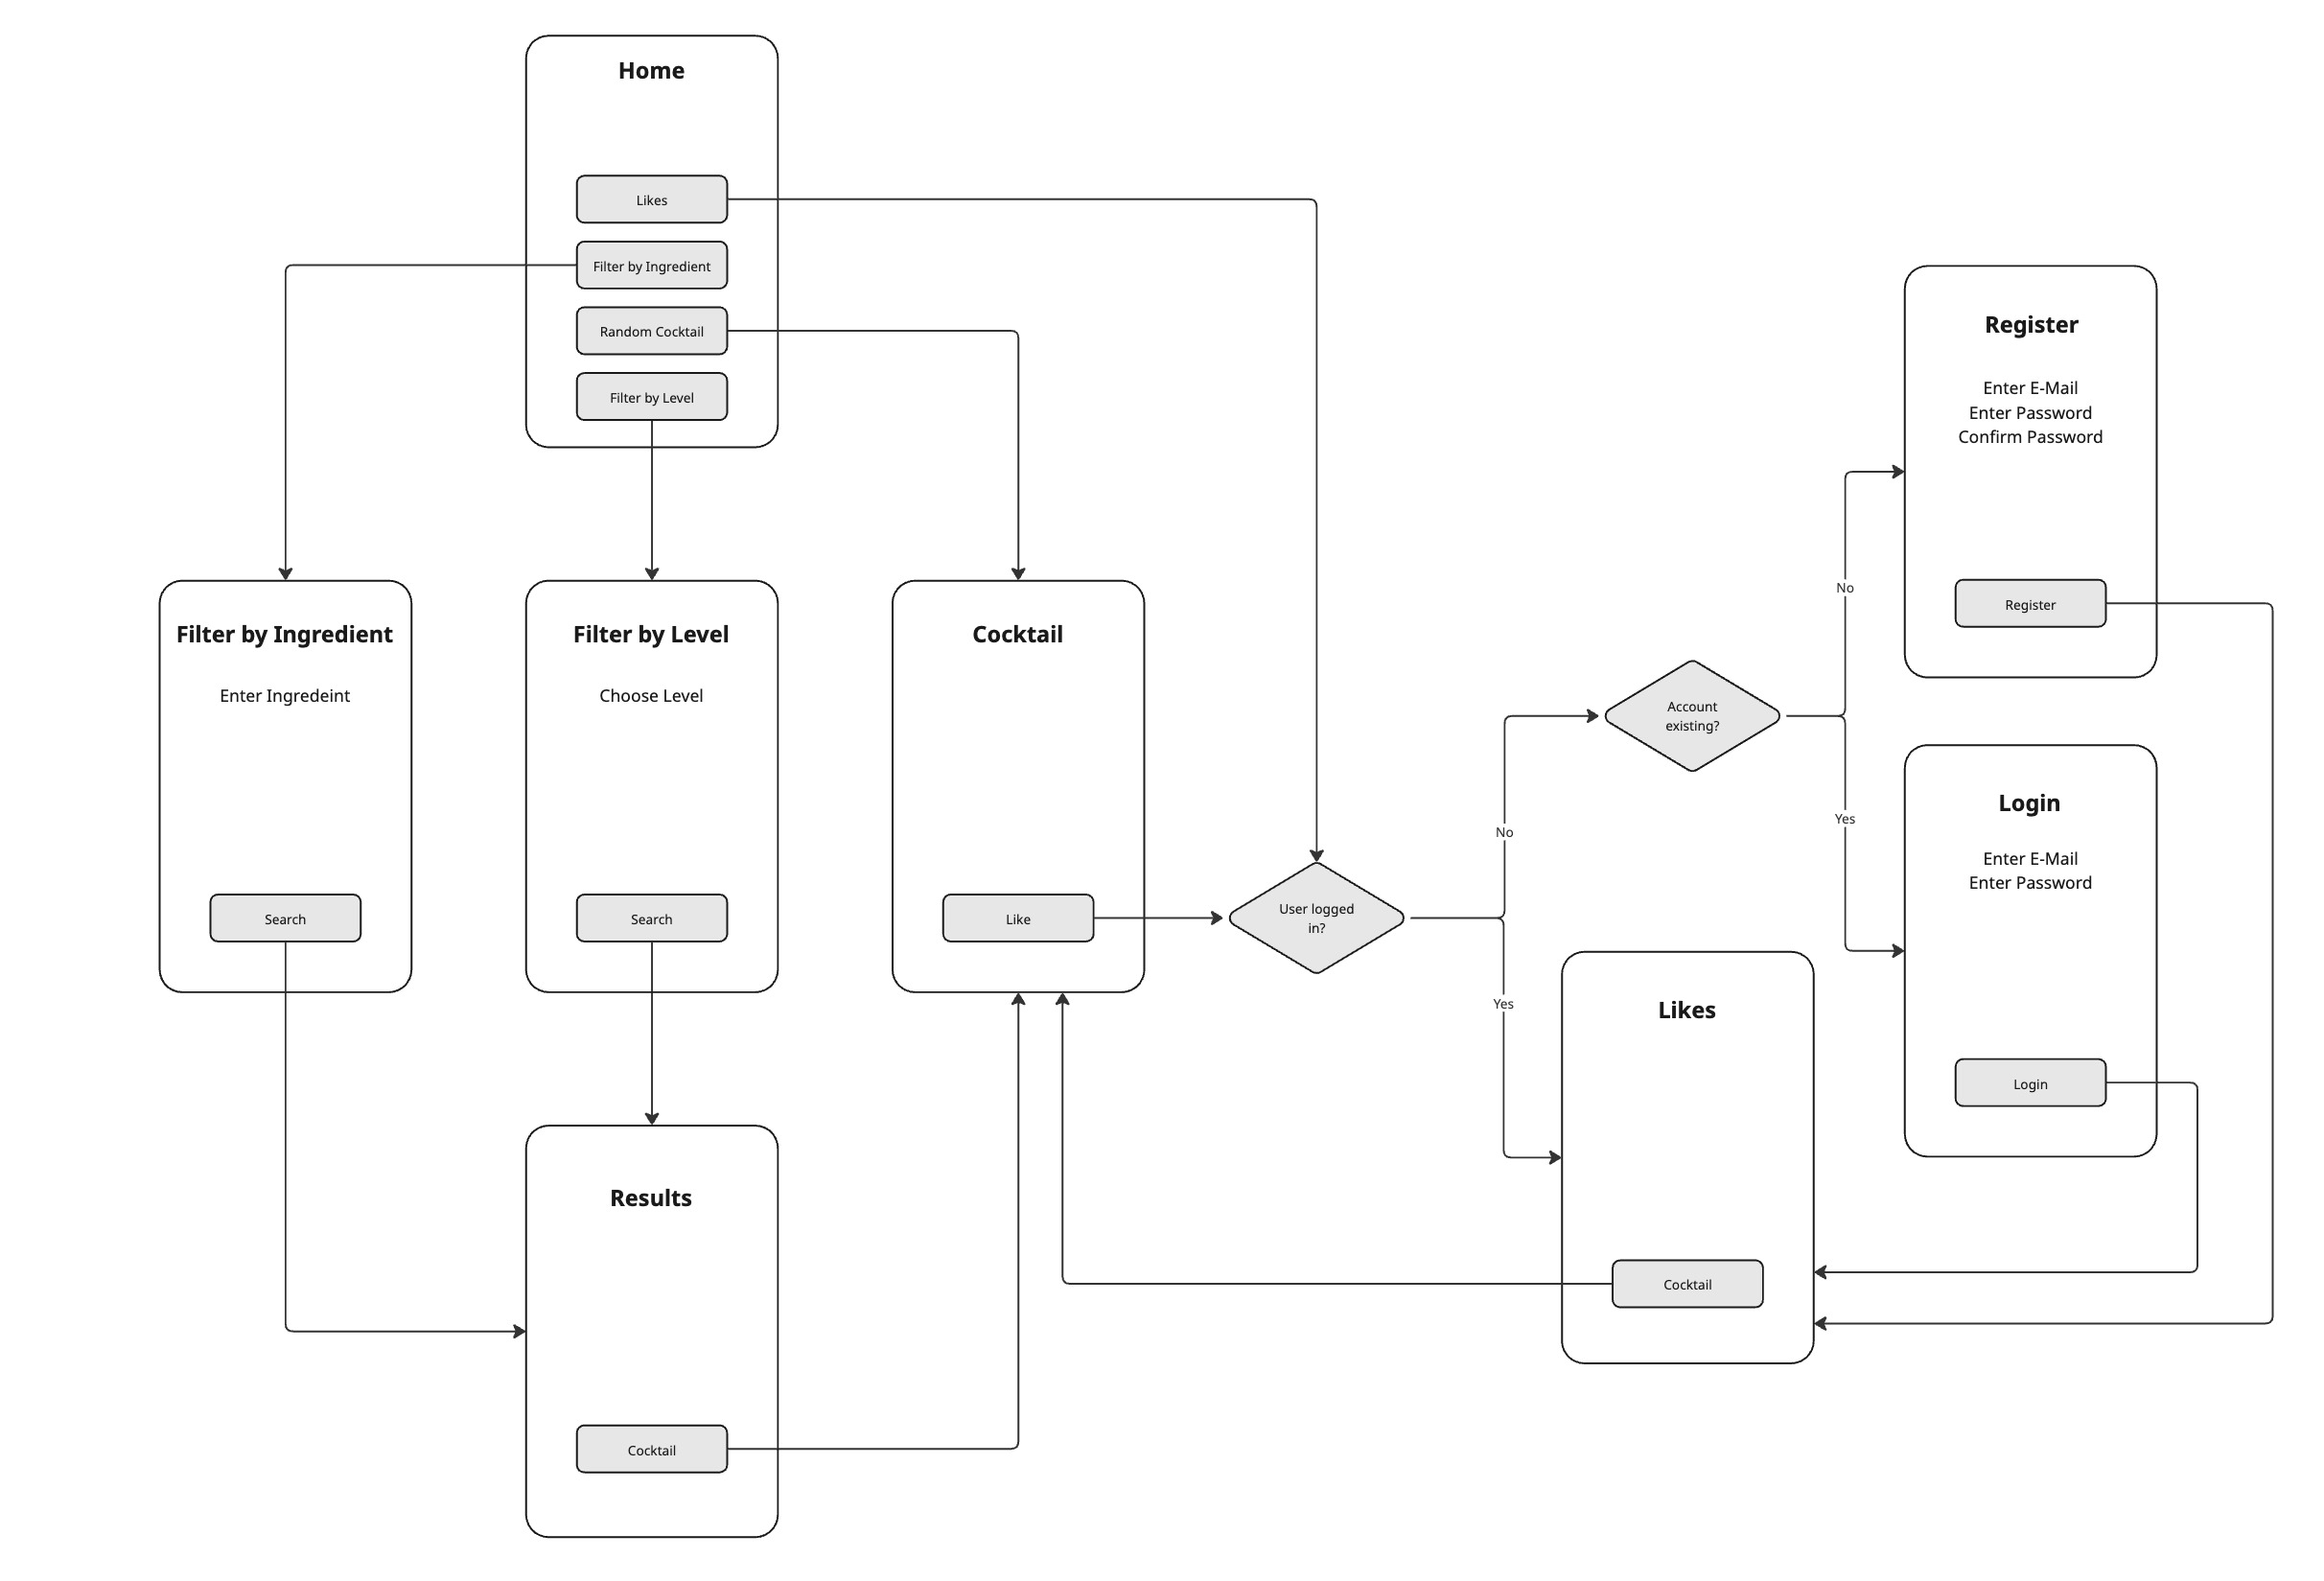 Home
Likes
Filter by Ingredient
Random Cocktail
Filter by Level
Filter by Ingredient
Enter Ingredeint
Search
Filter by Level
Choose Level
Search
Cocktail
Like
User logged
in?
No
Yes
Account
existing?
No
Yes
Register
Enter E-Mail
Enter Password
Confirm Password
Register
Login
Enter E-Mail
Enter Password
Login
Likes
Cocktail
Results
Cocktail